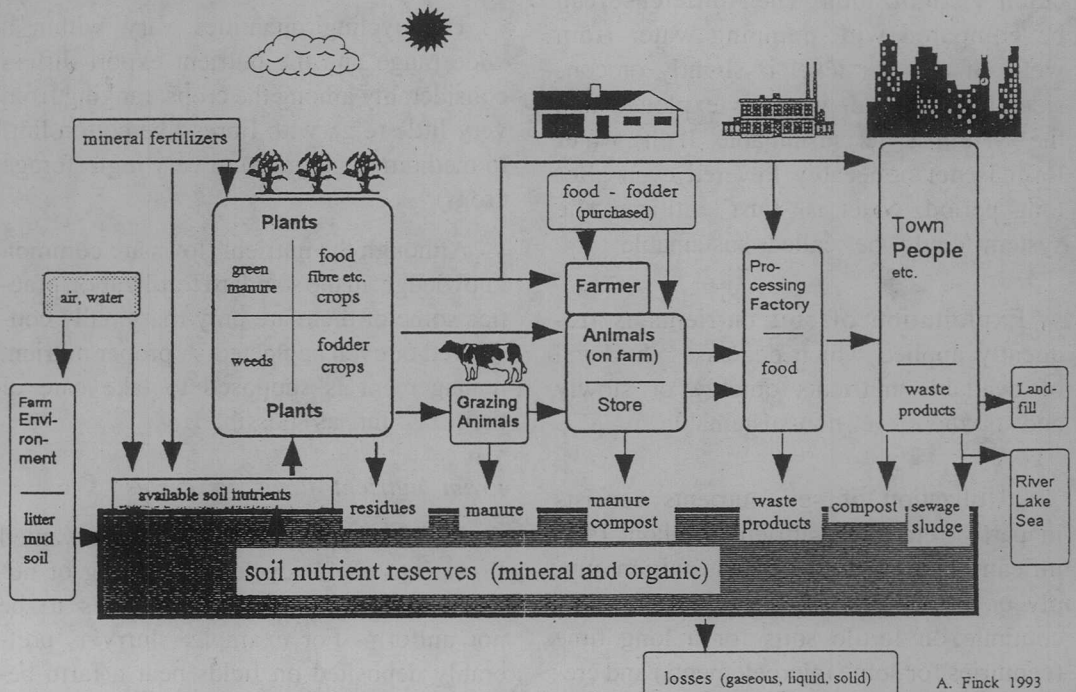 mineral fertilizers
air, water
Farm
Envi-
ron-
ment
litter
mud
soil
Plants
green
manure
food
fibre etc.
crops
weeds
fodder
crops
Plants
Grazing
Animals
food - fodder
(purchased)
Farmer
Animals
(on farm)
Store
Pro-
cessing
Factory
food
Town
People
etc.
waste
products
Land-
fill
River
Lake
Sea
available soil nutrients
residues
manure
manure
compost
waste
products
compost
sewage
sludge
soil nutrient reserves (mineral and organic)
losses (gaseous, liquid, solid)
A. Finck 1993